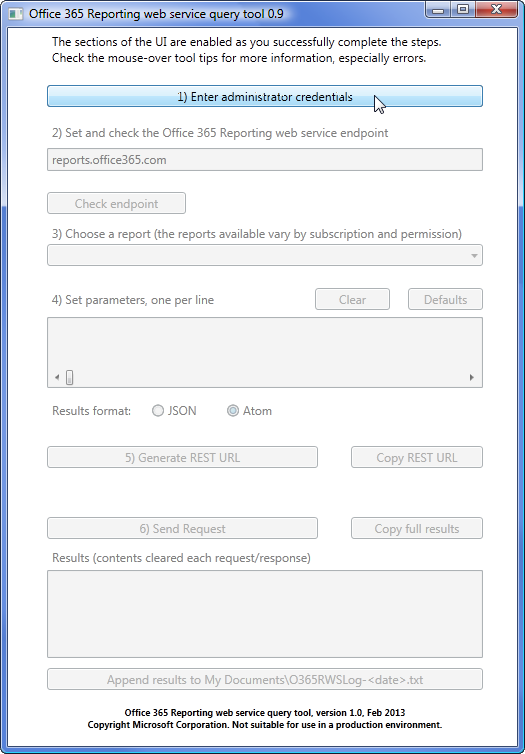 Office 365 Reporting web service query tool 0.9
The sections of the UI are enabled as you successfully complete the steps.
Check the mouse-over tool tips for more information, especially errors.
1) Enter administrator credentials
2) Set and check the Office 365 Reporting web service endpoint
reports.office365.com
Check endpoint
3) Choose a report (the reports available vary by subscription and permission)
4) Set parameters, one per line
Clear
Defaults
Results format:
JSON
Atom
5) Generate REST URL
Copy REST URL
6) Send Request
Copy full results
Results (contents cleared each request/response)
Append results to My Documents\O365RWSLog-<date>.txt
Office 365 Reporting web service query tool, version 1.0, Feb 2013
Copyright Microsoft Corporation. Not suitable for use in a production environment.